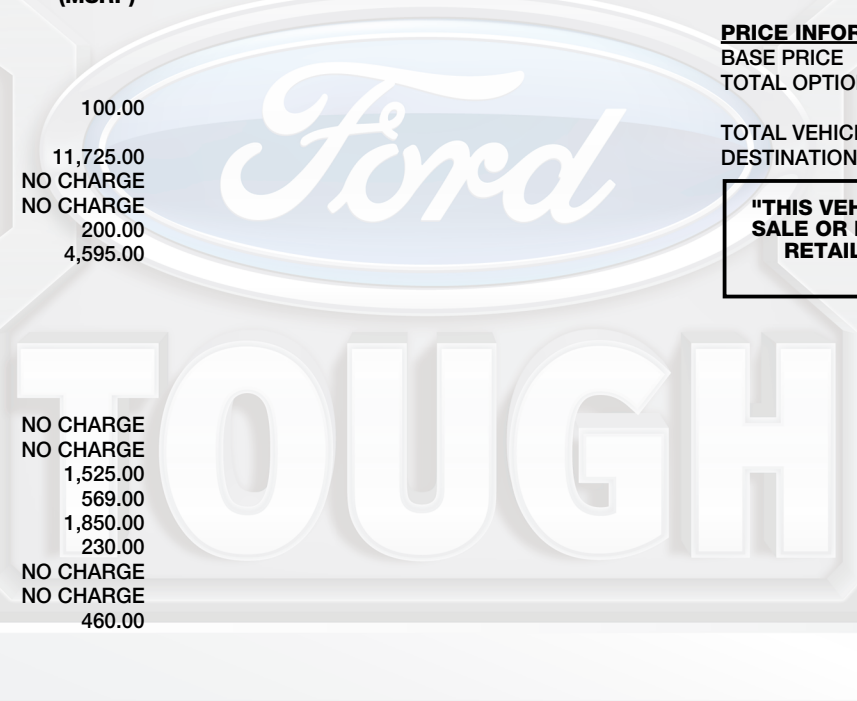 100.00
11,725.00
NO CHARGE
NO CHARGE
200.00
4,595.00
NO CHARGE
NO CHARGE
1,525.00
569.00
1,850.00
230.00
NO CHARGE
NO CHARGE
460.00
PRICE INFOR
BASE PRICE
TOTAL OPTIO
TOTAL VEHICL
DESTINATION
"THIS VEH
SALE OR
RETAIL
Ford
TOUGH